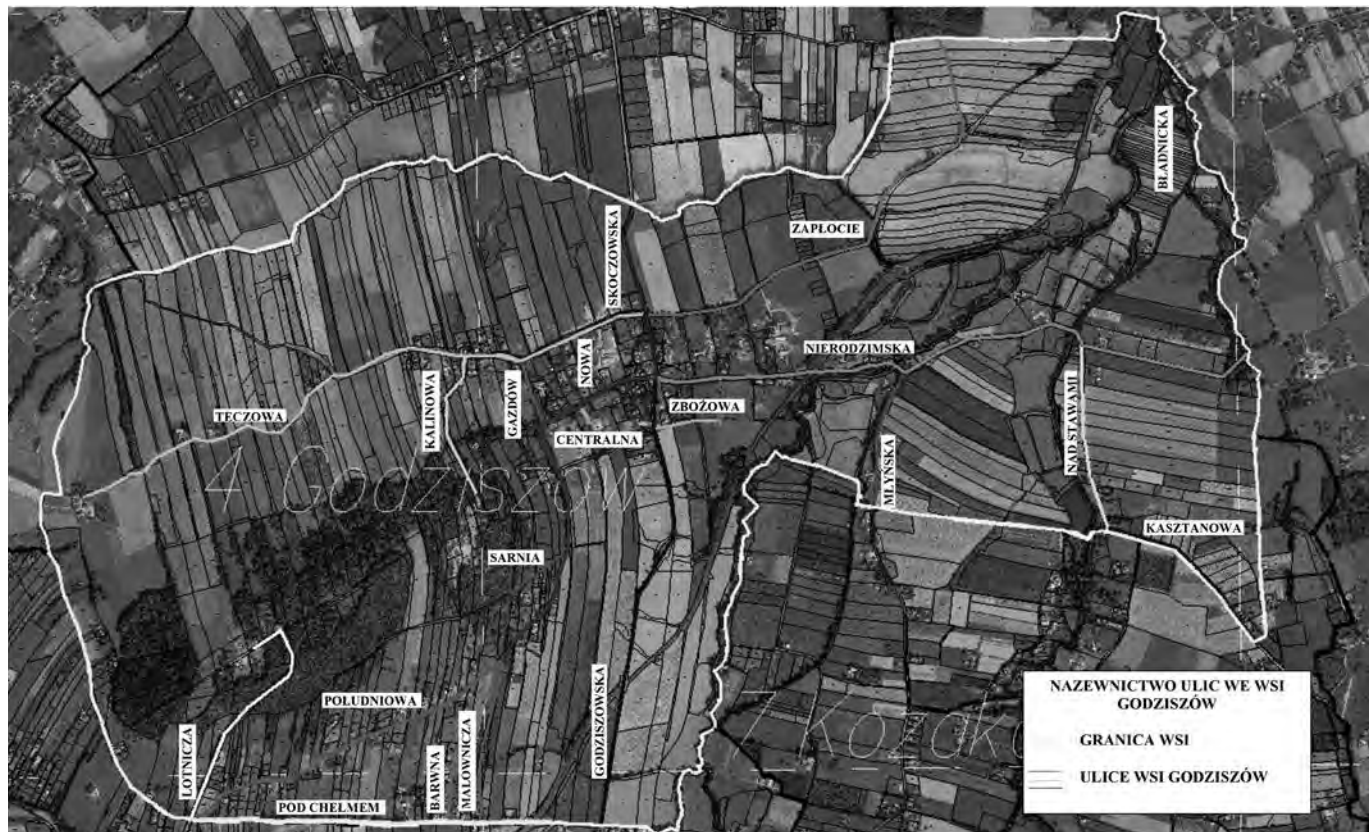 BŁADNICKA
ZAPŁOCIE
SKOCZOWSKA
NIERODZIMSKA
NOWA
GAZDÓW
KALINOWA
TĘCZOWA
ZBOŻOWA
CENTRALNA
NAD STAWAMI
MŁYŃSKA
4 Godziszów
KASZTANOWA
SARNIA
POŁUDNIOWA
GODZISZOWSKA
LOTNICZA
BARWNA
MALOWNICZA
POD CHEŁMEM
NAZEWNICTWO ULIC WE WSI
GODZISZÓW
GRANICA WSI
ULICE WSI GODZISZÓW